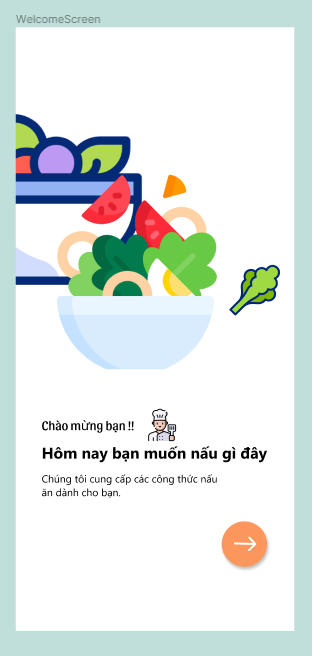 WelcomeScreen
Chào mừng bạn !!
Hôm nay bạn muốn nấu gì đây
Chúng tôi cung cấp các công thức nấu
ăn dành cho bạn.